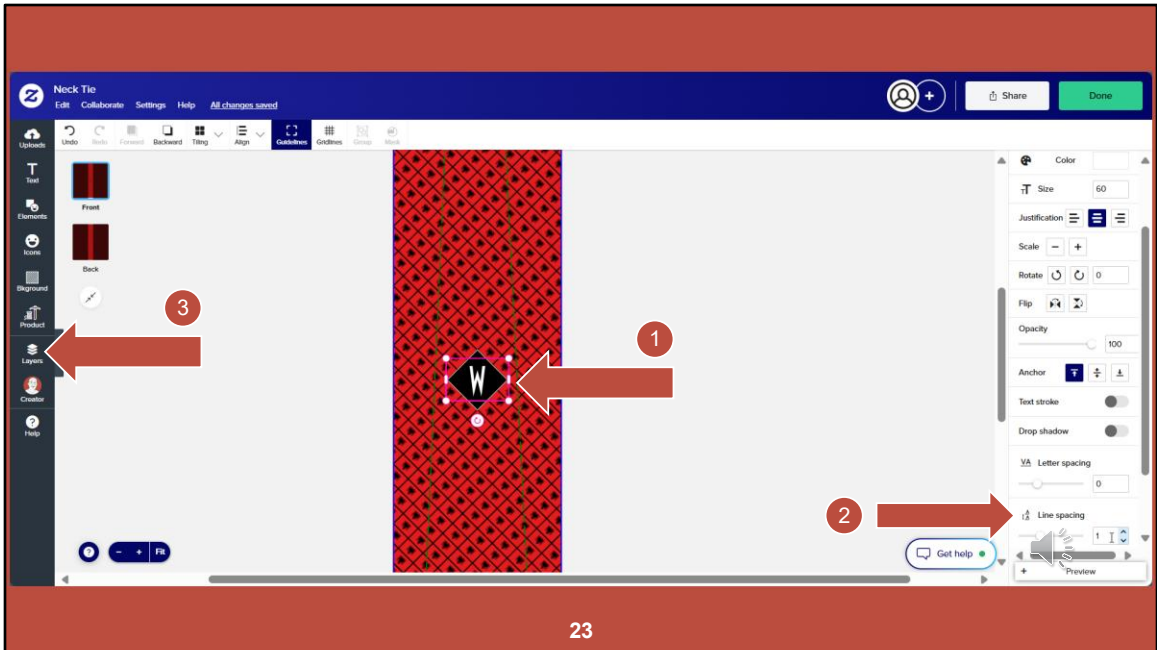 Z
Neck Tie
Edit Collaborate Settings Help All changes saved
+
Share
Done
Uploads
Text
Elements
Icons
Bkground
Product
Layers
Creator
Help
Undo Redo Forward Backward Tiling Align Guidelines Gridlines Group Mask
Front
Back
3
1
W
2
Color
Size 60
Justification
Scale - +
Rotate 0
Flip
Opacity
100
Anchor
Text stroke
Drop shadow
VA Letter spacing
0
Line spacing
1
+ Preview
? - + Fit
Get help
23